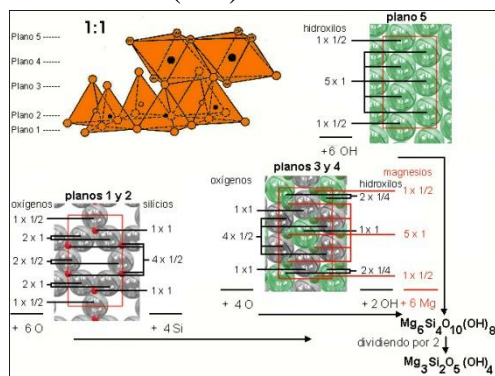 1:1
Plano 5 -----
Plano 4 -----
Plano 3 -----
Plano 2 -----
Plano 1 -----
plano 5
hidroxilos
1 x 1/2
5 x 1
1 x 1/2
+6 OH
planos 1 y 2
oxígenos
silícios
1 x 1/2
2 x 1
2 x 1/2
2 x 1
1 x 1/2
1 x 1
4 x 1/2
1 x 1
+ 6 O
+ 4 Si
planos 3 y 4
oxígenos
hidroxilos
magnesios
1 x1
4 x 1/2
1 x1
2 x 1/4
1 x 1
2 x 1/4
1 x 1/2
5 x 1
1 x 1/2
+ 4 O
+ 2 OH
+ 6 Mg
Mg6Si4O10(OH)8
dividiendo por 2
Mg3Si2O5(OH)4